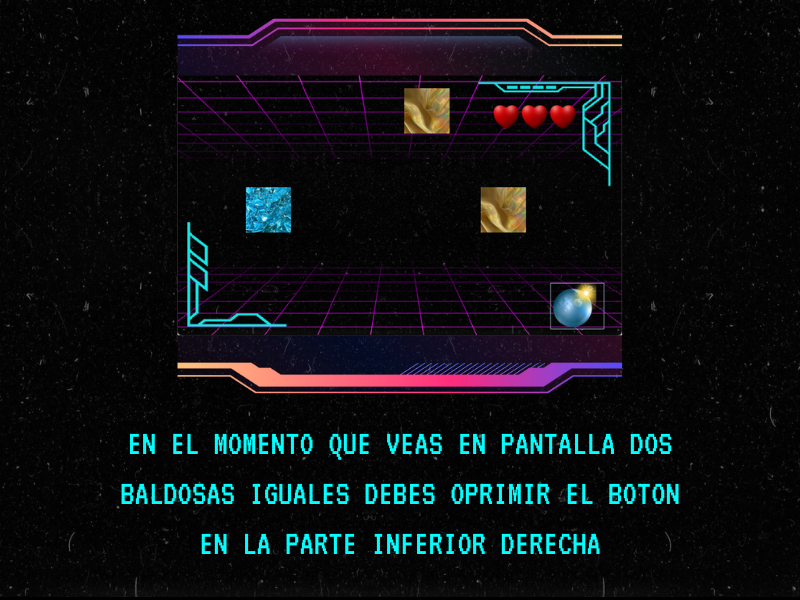 EN EL MOMENTO QUE VEAS EN PANTALLA DOS
BALDOSAS IGUALES DEBES OPRIMIR EL BOTON
EN LA PARTE INFERIOR DERECHA